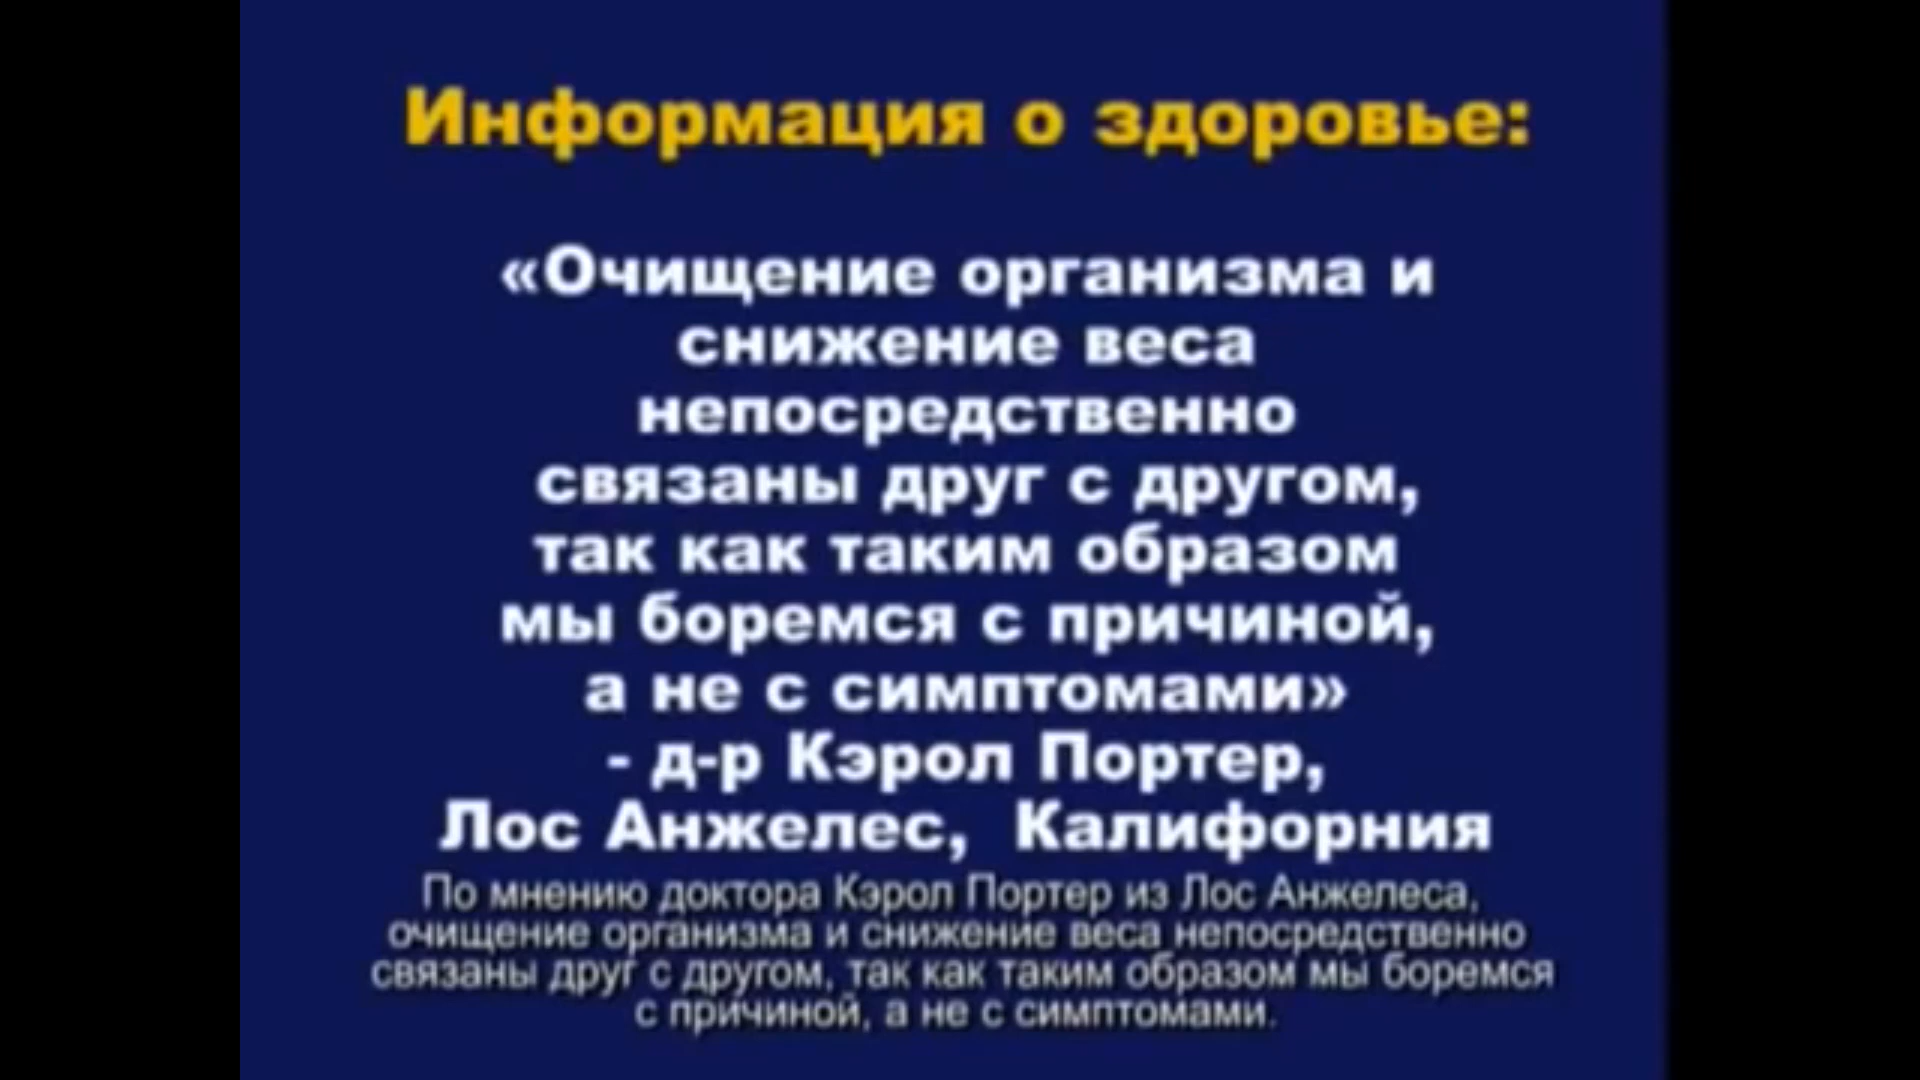 Информация о здоровье:
«Очищение организма и
снижение веса
непосредственно
связаны друг с другом,
так как таким образом
мы боремся с причиной,
а не с симптомами»
- д-р Кэрол Портер,
Лос Анжелес, Калифорния
По мнению доктора Кэрол Портер из Лос Анжелеса,
очищение организма и снижение веса непосредственно
связаны друг с другом, так как таким образом мы боремся
с причиной, а не с симптомами.